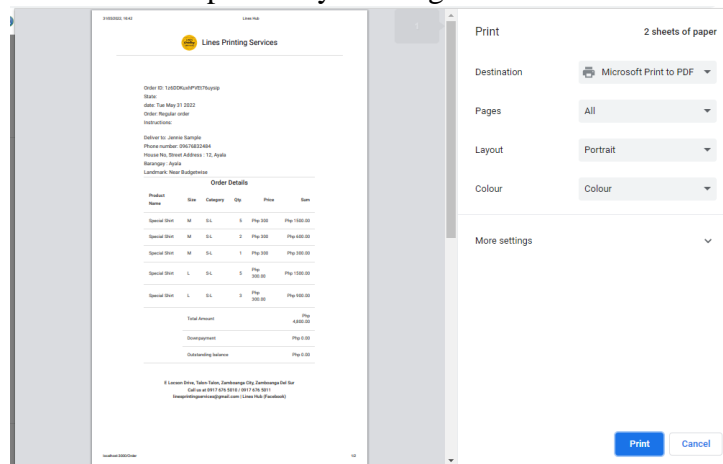 31/05/2022, 18:42 Lines Hub
Lines Printing Services
Order ID:
State:
date: Tue May 31 2022
Order: Regular order
Instructions:
Deliver to: Jennie Sample
Phone number: 09676832484
House No, Street Address : 12, Ayala
Barangay : Ayala
Landmark: Near Budgetwise
Order Details
Product Name Size Category Qty. Price Sum
Special Shirt M S-L 5 Php 300 Php 1500.00
Special Shirt M S-L 2 Php 300 Php 600.00
Special Shirt M S-L 1 Php 300 Php 300.00
Special Shirt L S-L 5 Php 300.00 Php 1500.00
Special Shirt L S-L 3 Php 300.00 Php 900.00
Total Amount Php 4,800.00
Downpayment Php 0.00
Outstanding balance Php 0.00
Drive, Talon-Talon, Zamboanga City, Zamboanga Del Sur
Call us at 0917 676 5010 / 0917 676 5011
linesprintingservices@gmail.com | Lines Hub (Facebook)
localhost:3000/Order 1/2
Print 2 sheets of paper
Destination Microsoft Print to PDF
Pages All
Layout Portrait
Colour Colour
More settings
Print Cancel